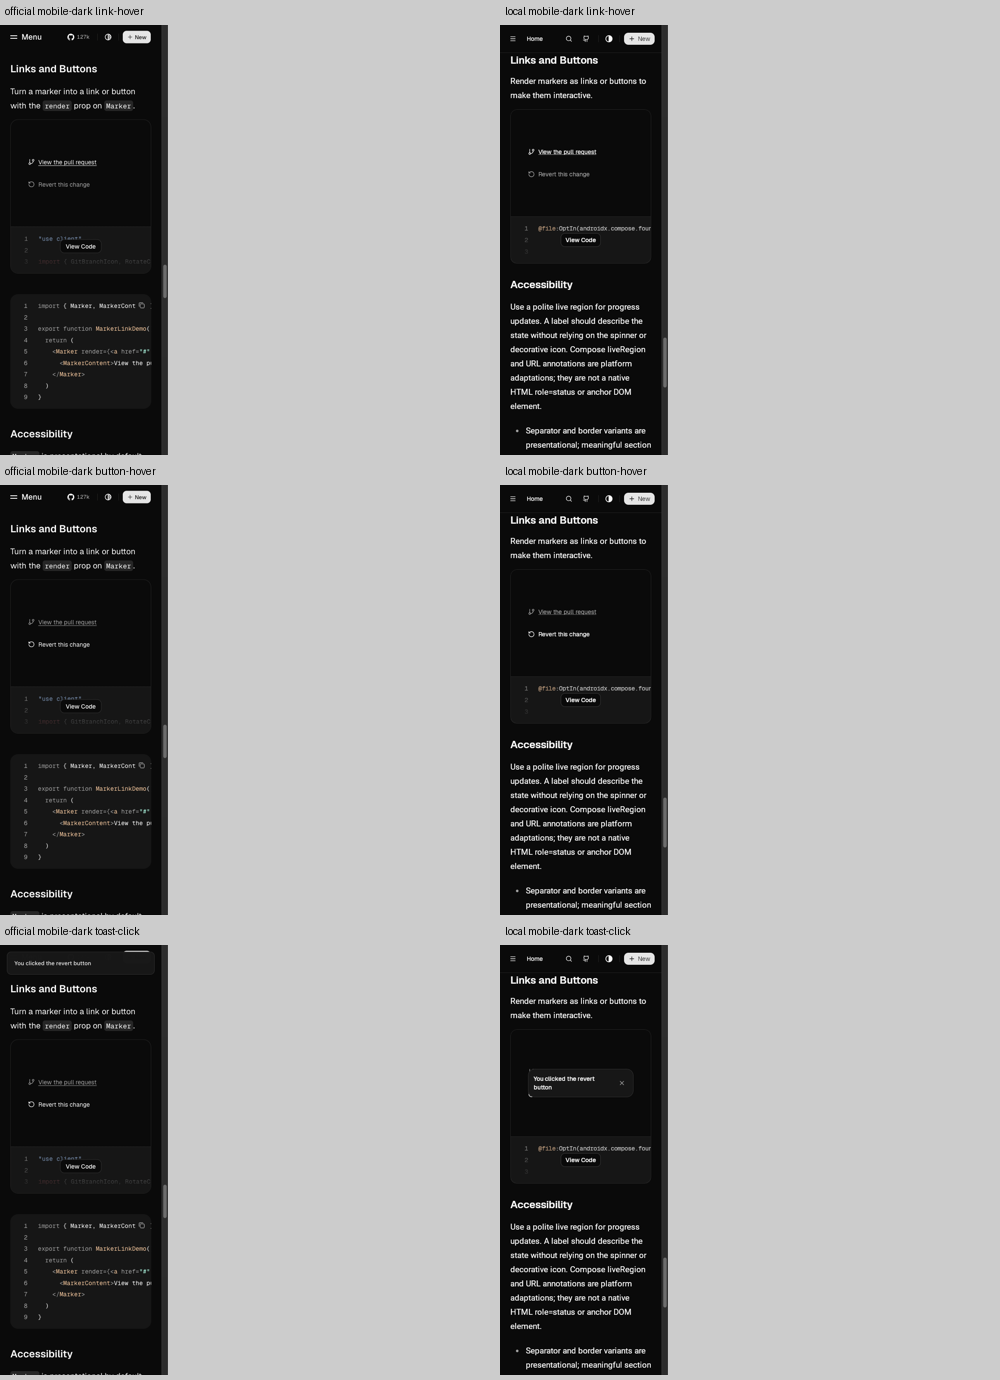 official mobile-dark link-hover
Menu 127k + New
Links and Buttons
Turn a marker into a link or button
with the render prop on Marker.
View the pull request
Revert this change
1 "use client"
2
View Code
3 import { GitBranchIcon, RotateC
1 import { Marker, MarkerCont
2
3 export function MarkerLinkDemo(
4 return (
5 <Marker render={<a href="#"
6 <MarkerContent>View the p
7 </Marker>
8 )
9 }
Accessibility
local mobile-dark link-hover
Home + New
Links and Buttons
Render markers as links or buttons to
make them interactive.
View the pull request
Revert this change
1 @file:OptIn(androidx.compose.four
2
View Code
3
Accessibility
Use a polite live region for progress
updates. A label should describe the
state without relying on the spinner or
decorative icon. Compose liveRegion
and URL annotations are platform
adaptations; they are not a native
HTML role=status or anchor DOM
element.
• Separator and border variants are
presentational; meaningful section
official mobile-dark button-hover
Menu 127k + New
Links and Buttons
Turn a marker into a link or button
with the render prop on Marker.
View the pull request
Revert this change
1 "use client"
2
View Code
3 import { GitBranchIcon, RotateC
1 import { Marker, MarkerCont
2
3 export function MarkerLinkDemo(
4 return (
5 <Marker render={<a href="#"
6 <MarkerContent>View the p
7 </Marker>
8 )
9 }
Accessibility
local mobile-dark button-hover
Home + New
Links and Buttons
Render markers as links or buttons to
make them interactive.
View the pull request
Revert this change
1 @file:OptIn(androidx.compose.four
2
View Code
3
Accessibility
Use a polite live region for progress
updates. A label should describe the
state without relying on the spinner or
decorative icon. Compose liveRegion
and URL annotations are platform
adaptations; they are not a native
HTML role=status or anchor DOM
element.
• Separator and border variants are
presentational; meaningful section
official mobile-dark toast-click
You clicked the revert button
Links and Buttons
Turn a marker into a link or button
with the render prop on Marker.
View the pull request
Revert this change
1 "use client"
2
View Code
3 import { GitBranchIcon, RotateC
1 import { Marker, MarkerCont
2
3 export function MarkerLinkDemo(
4 return (
5 <Marker render={<a href="#"
6 <MarkerContent>View the p
7 </Marker>
8 )
9 }
Accessibility
local mobile-dark toast-click
Home + New
Links and Buttons
Render markers as links or buttons to
make them interactive.
You clicked the revert
button
1 @file:OptIn(androidx.compose.four
2
View Code
3
Accessibility
Use a polite live region for progress
updates. A label should describe the
state without relying on the spinner or
decorative icon. Compose liveRegion
and URL annotations are platform
adaptations; they are not a native
HTML role=status or anchor DOM
element.
• Separator and border variants are
presentational; meaningful section